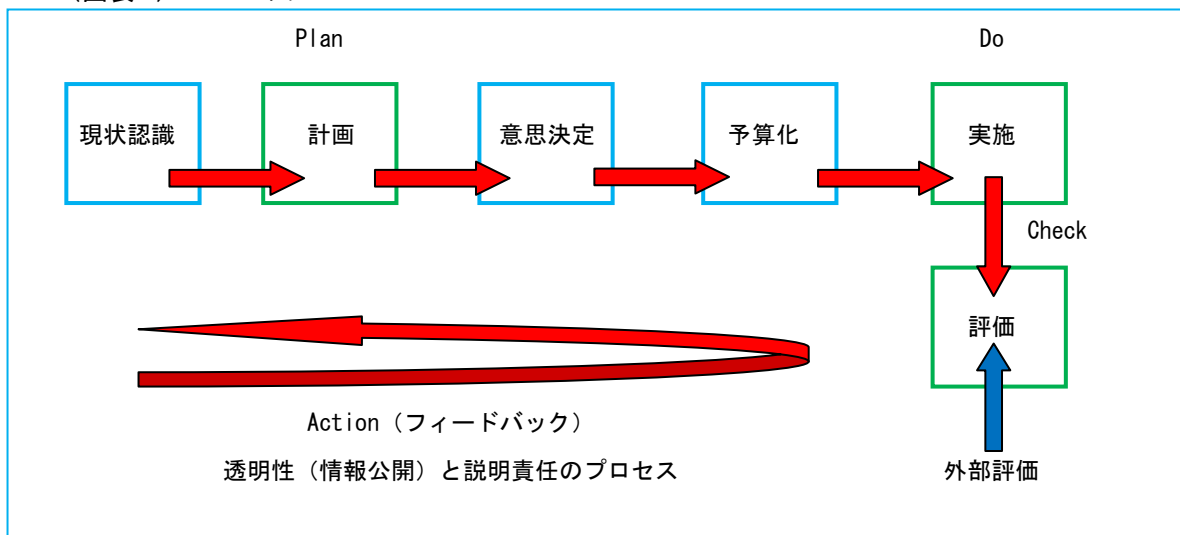 Plan
Do
現状認識
計画
意思決定
予算化
実施
Check
評価
Action（フィードバック）
透明性（情報公開）と説明責任のプロセス
外部評価